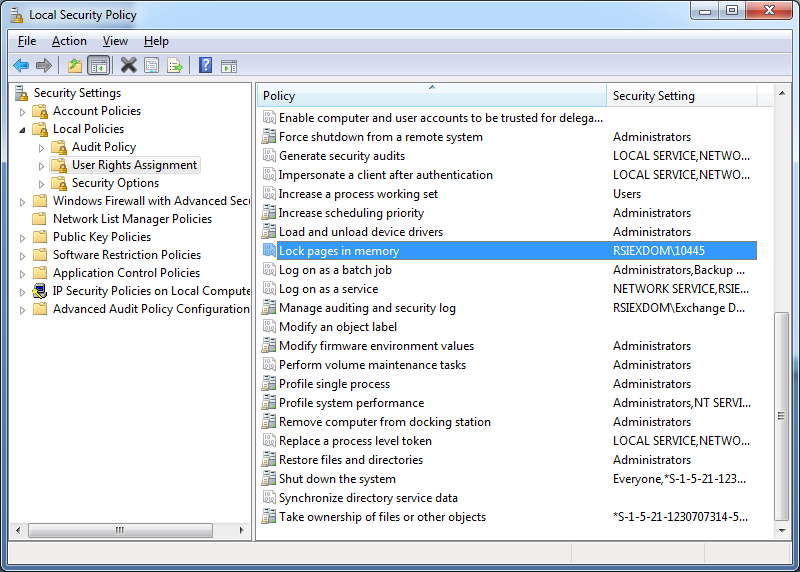 Local Security Policy
File Action View Help
Security Settings
Account Policies
Local Policies
Audit Policy
User Rights Assignment
Security Options
Windows Firewall with Advanced Secu
Network List Manager Policies
Public Key Policies
Software Restriction Policies
Application Control Policies
IP Security Policies on Local Compute
Advanced Audit Policy Configuration
Policy Security Setting
Enable computer and user accounts to be trusted for delega...
Force shutdown from a remote system Administrators
Generate security audits LOCAL SERVICE,NETWO...
Impersonate a client after authentication LOCAL SERVICE,NETWO...
Increase a process working set Users
Increase scheduling priority Administrators
Load and unload device drivers Administrators
Lock pages in memory RSIEXDOM\10445
Log on as a batch job Administrators,Backup ...
Log on as a service NETWORK SERVICE,RSIE...
Manage auditing and security log RSIEXDOM\Exchange D...
Modify an object label
Modify firmware environment values Administrators
Perform volume maintenance tasks Administrators
Profile single process Administrators
Profile system performance Administrators,NT SERVI...
Remove computer from docking station Administrators
Replace a process level token LOCAL SERVICE,NETWO...
Restore files and directories Administrators
Shut down the system Everyone,*S-1-5-21-123...
Synchronize directory service data
Take ownership of files or other objects *S-1-5-21-1230707314-5...